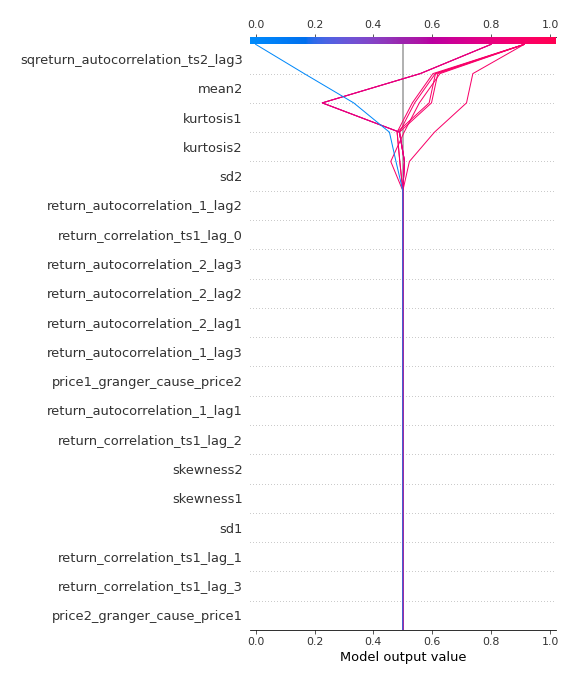 0.0 0.2 0.4 0.6 0.8 1.0
sqreturn_autocorrelation_ts2_lag3
mean2
kurtosis1
kurtosis2
sd2
return_autocorrelation_1_lag2
return_correlation_ts1_lag_0
return_autocorrelation_2_lag3
return_autocorrelation_2_lag2
return_autocorrelation_2_lag1
return_autocorrelation_1_lag3
price1_granger_cause_price2
return_autocorrelation_1_lag1
return_correlation_ts1_lag_2
skewness2
skewness1
sd1
return_correlation_ts1_lag_1
return_correlation_ts1_lag_3
price2_granger_cause_price1
0.0 0.2 0.4 0.6 0.8 1.0
Model output value